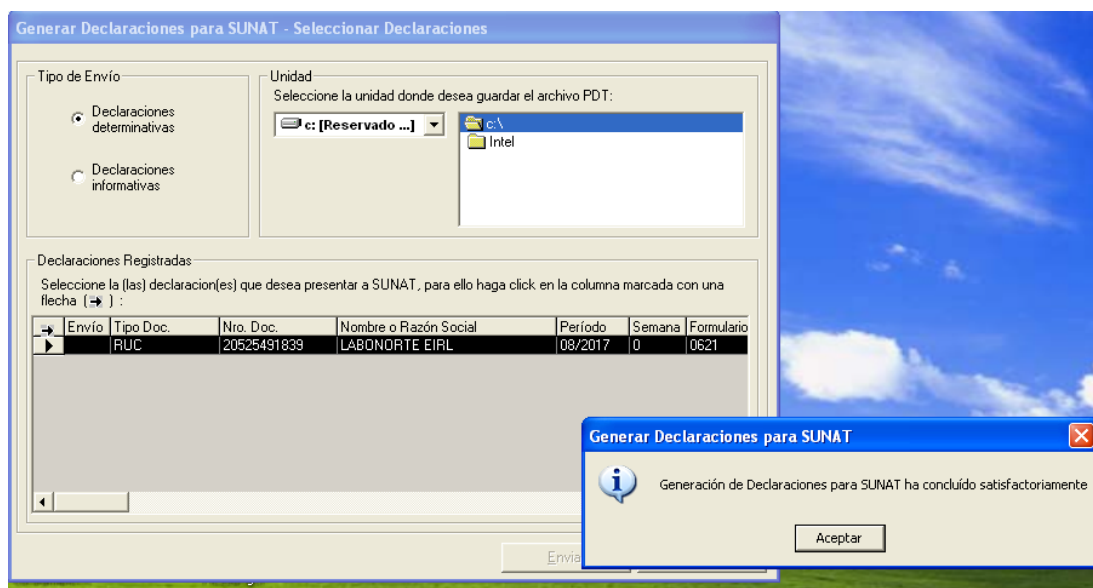 Generar Declaraciones para SUNAT - Seleccionar Declaraciones
Tipo de Envío
Declaraciones determinativas
Declaraciones informativas
Unidad
Seleccione la unidad donde desea guardar el archivo PDT:
c: [Reservado ...]
c:\
Intel
Declaraciones Registradas
Seleccione la (las) declaracion(es) que desea presentar a SUNAT, para ello haga click en la columna marcada con una
flecha ( ) :
Envío Tipo Doc. Nro. Doc. Nombre o Razón Social Período Semana Formulario
RUC 20525491839 LABONORTE EIRL 08/2017 0 0621
Generar Declaraciones para SUNAT
Generación de Declaraciones para SUNAT ha concluído satisfactoriamente
Aceptar